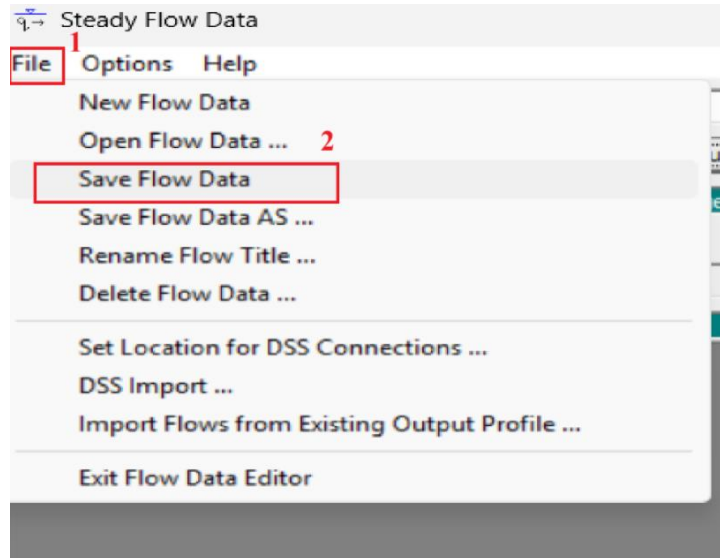 q→ Steady Flow Data
1
File Options Help
New Flow Data
Open Flow Data ... 2
Save Flow Data
Save Flow Data AS ...
Rename Flow Title ...
Delete Flow Data ...
Set Location for DSS Connections ...
DSS Import ...
Import Flows from Existing Output Profile ...
Exit Flow Data Editor